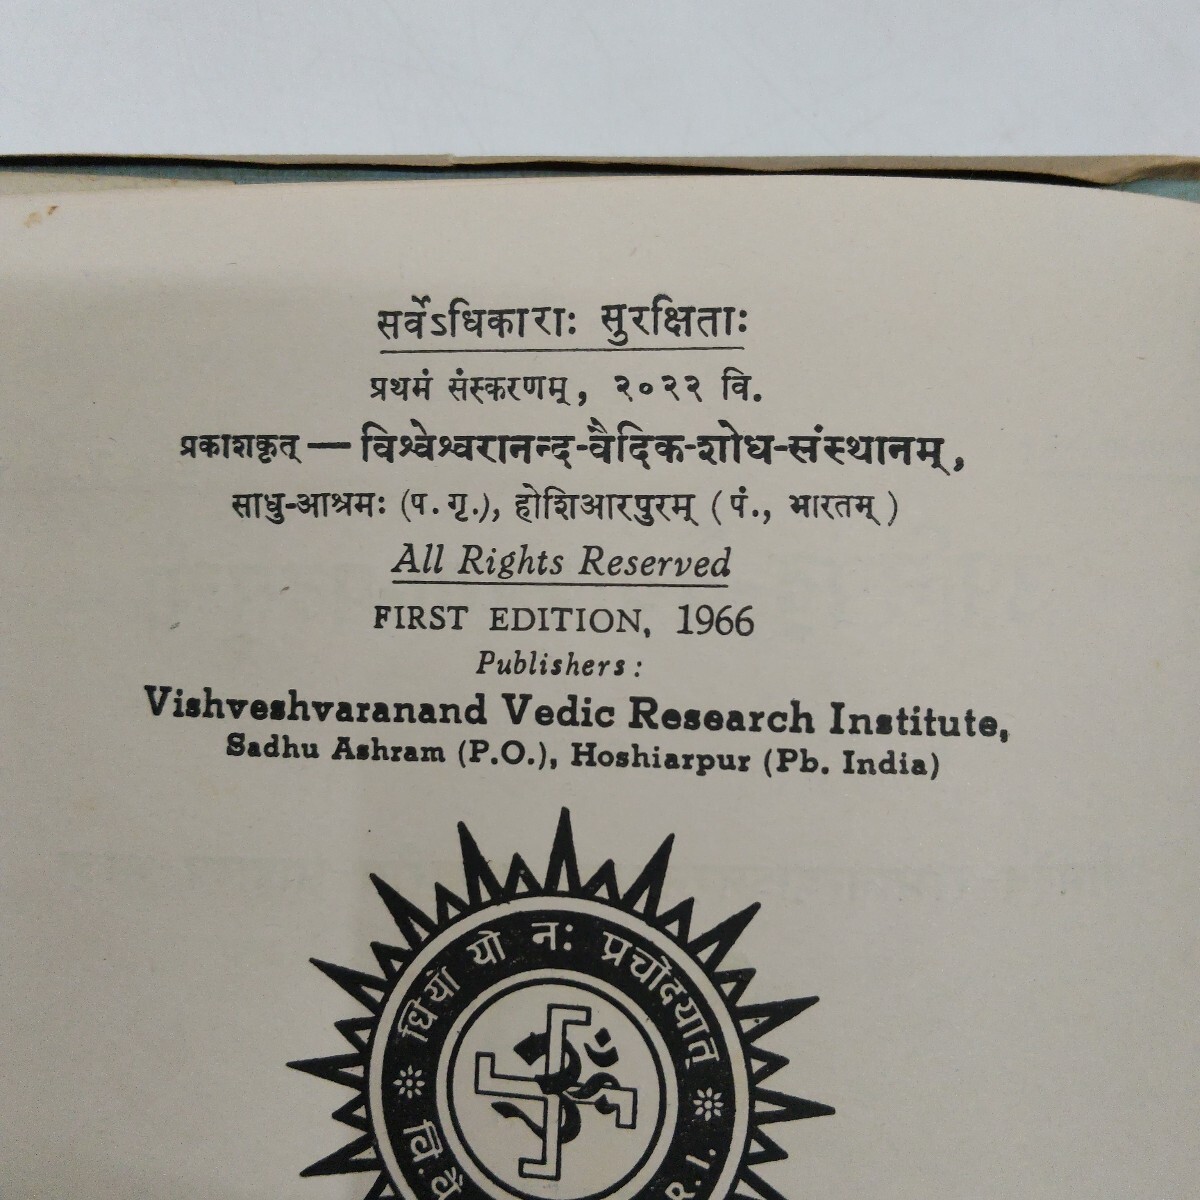 सर्वेऽधिकाराः सुरक्षिताः
प्रथमं संस्करणम्, २०२२ वि.
प्रकाशकृत् — विश्वेश्वरानन्द-वैदिक-शोध-संस्थानम्,
साधु-आश्रमः (प. गृ.), होशिआरपुरम् (पं., भारतम्)
All Rights Reserved
FIRST EDITION, 1966
Publishers :
Vishveshvaranand Vedic Research Institute,
Sadhu Ashram (P.O.), Hoshiarpur (Pb. India)
धियो यो नः प्रचोदयात्
ॐ
वि. वै
R. I.